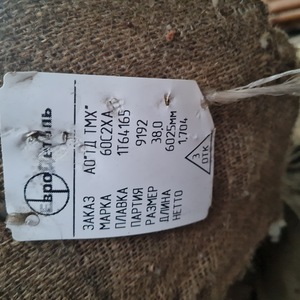 ЗАКАЗ АО"ТД ТМХ"
МАРКА 60С2ХА
ПЛАВКА 1Т64165
ПАРТИЯ 9192
РАЗМЕР 38.0
ДЛИНА 6025мм
НЕТТО 1,704
3
ОТК